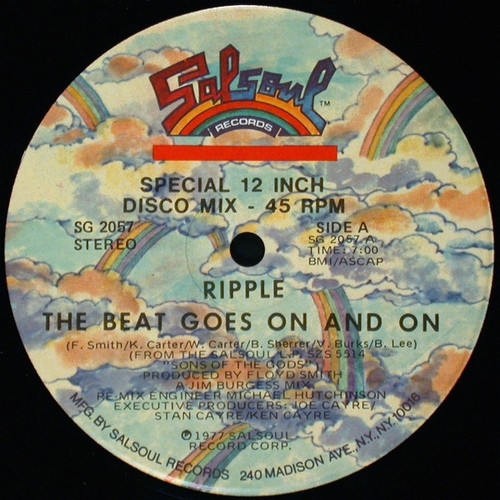 Salsoul™
RECORDS
SPECIAL 12 INCH
DISCO MIX - 45 RPM
SG 2057
STEREO
SIDE A
SG 2057 A
TIME: 7:00
BMI/ASCAP
RIPPLE
THE BEAT GOES ON AND ON
(F. Smith/K. Carter/W. Carter/B. Sherrer/V. Burks/B. Lee)
(FROM THE SALSOUL L.P. SZS 5514
"SONS OF THE GODS")
PRODUCED BY FLOYD SMITH
A JIM BURGESS MIX
RE-MIX ENGINEER MICHAEL HUTCHINSON
EXECUTIVE PRODUCERS: JOE CAYRE/
STAN CAYRE/KEN CAYRE
℗1977 SALSOUL
RECORD CORP.
MFG. BY SALSOUL RECORDS 240 MADISON AVE., N.Y., N.Y. 10016